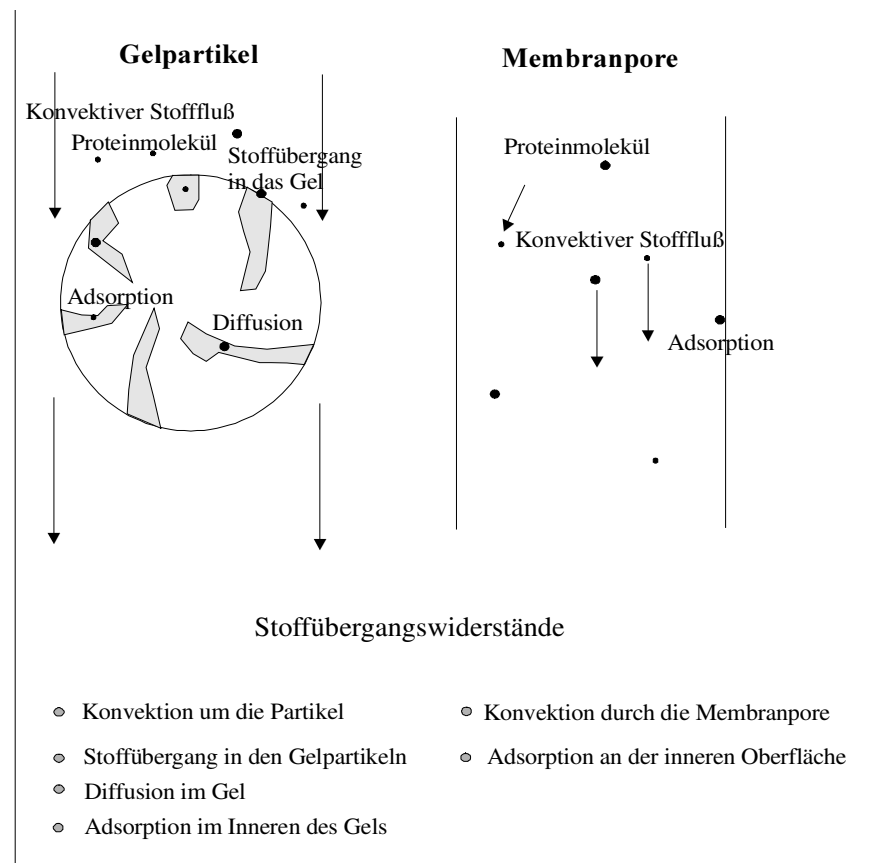 Gelpartikel
Konvektiver Stofffluß
Proteinmolekül
Stoffübergang
in das Gel
Adsorption
Diffusion
Membranpore
Proteinmolekül
Konvektiver Stofffluß
Adsorption
Stoffübergangswiderstände
Konvektion um die Partikel
Stoffübergang in den Gelpartikeln
Diffusion im Gel
Adsorption im Inneren des Gels
Konvektion durch die Membranpore
Adsorption an der inneren Oberfläche